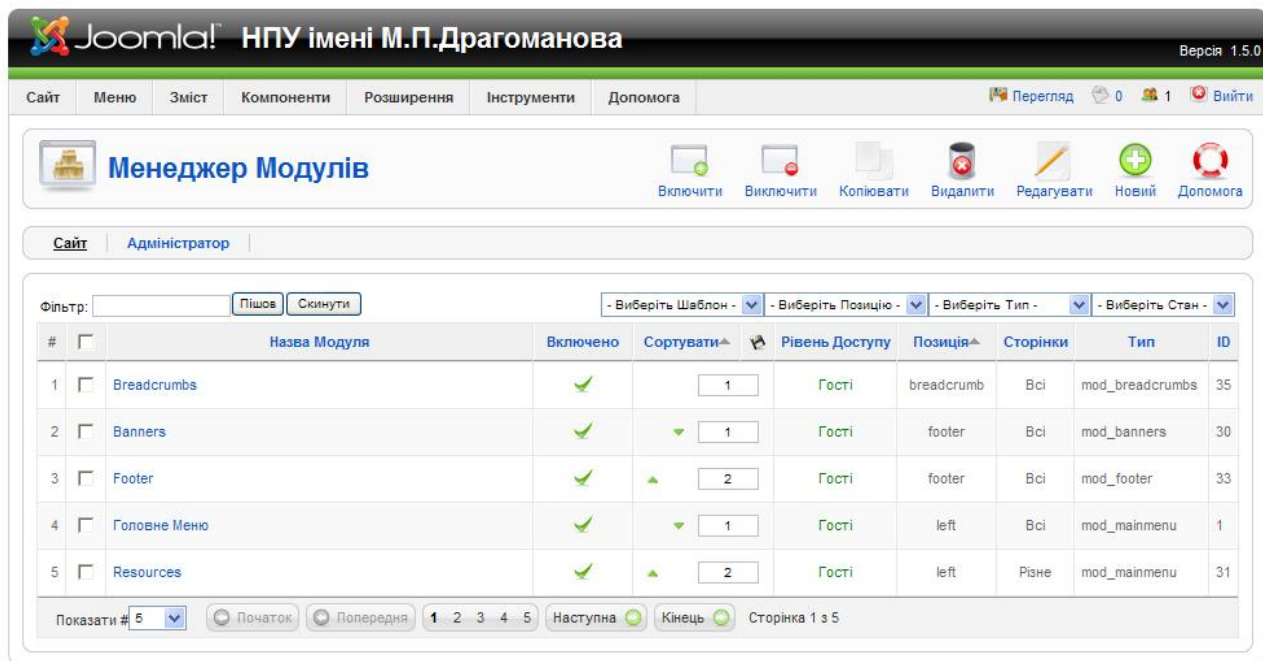 Joomla! НПУ імені М.П.Драгоманова
Версія 1.5.0
Сайт Меню Зміст Компоненти Розширення Інструменти Допомога Перегляд 0 1 Вийти
Менеджер Модулів
Включити Виключити Копіювати Видалити Редагувати Новий Допомога
Сайт Адміністратор
Фільтр: Пішов Скинути - Виберіть Шаблон - - Виберіть Позицію - - Виберіть Тип - - Виберіть Стан -
# Назва Модуля Включено Сортувати Рівень Доступу Позиція Сторінки Тип ID
1 Breadcrumbs 1 Гості breadcrumb Всі mod_breadcrumbs 35
2 Banners 1 Гості footer Всі mod_banners 30
3 Footer 2 Гості footer Всі mod_footer 33
4 Головне Меню 1 Гості left Всі mod_mainmenu 1
5 Resources 2 Гості left Різне mod_mainmenu 31
Показати # 5 Початок Попередня 1 2 3 4 5 Наступна Кінець Сторінка 1 з 5